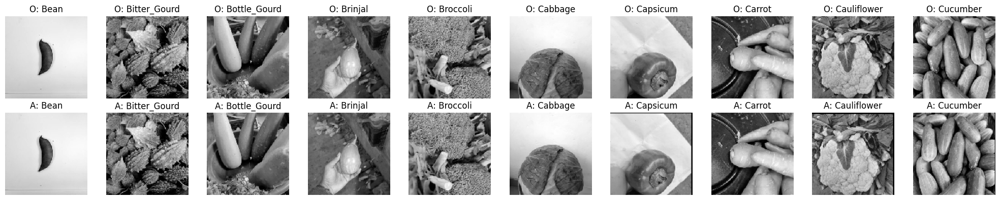 O: Bean O: Bitter_Gourd O: Bottle_Gourd O: Brinjal O: Broccoli O: Cabbage O: Capsicum O: Carrot O: Cauliflower O: Cucumber
A: Bean A: Bitter_Gourd A: Bottle_Gourd A: Brinjal A: Broccoli A: Cabbage A: Capsicum A: Carrot A: Cauliflower A: Cucumber